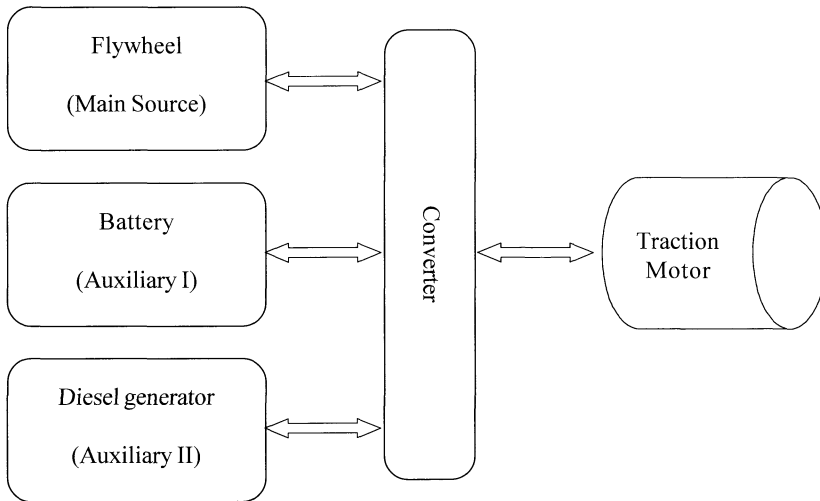 Flywheel
(Main Source)
Battery
(Auxiliary I)
Diesel generator
(Auxiliary II)
Converter
Traction
Motor